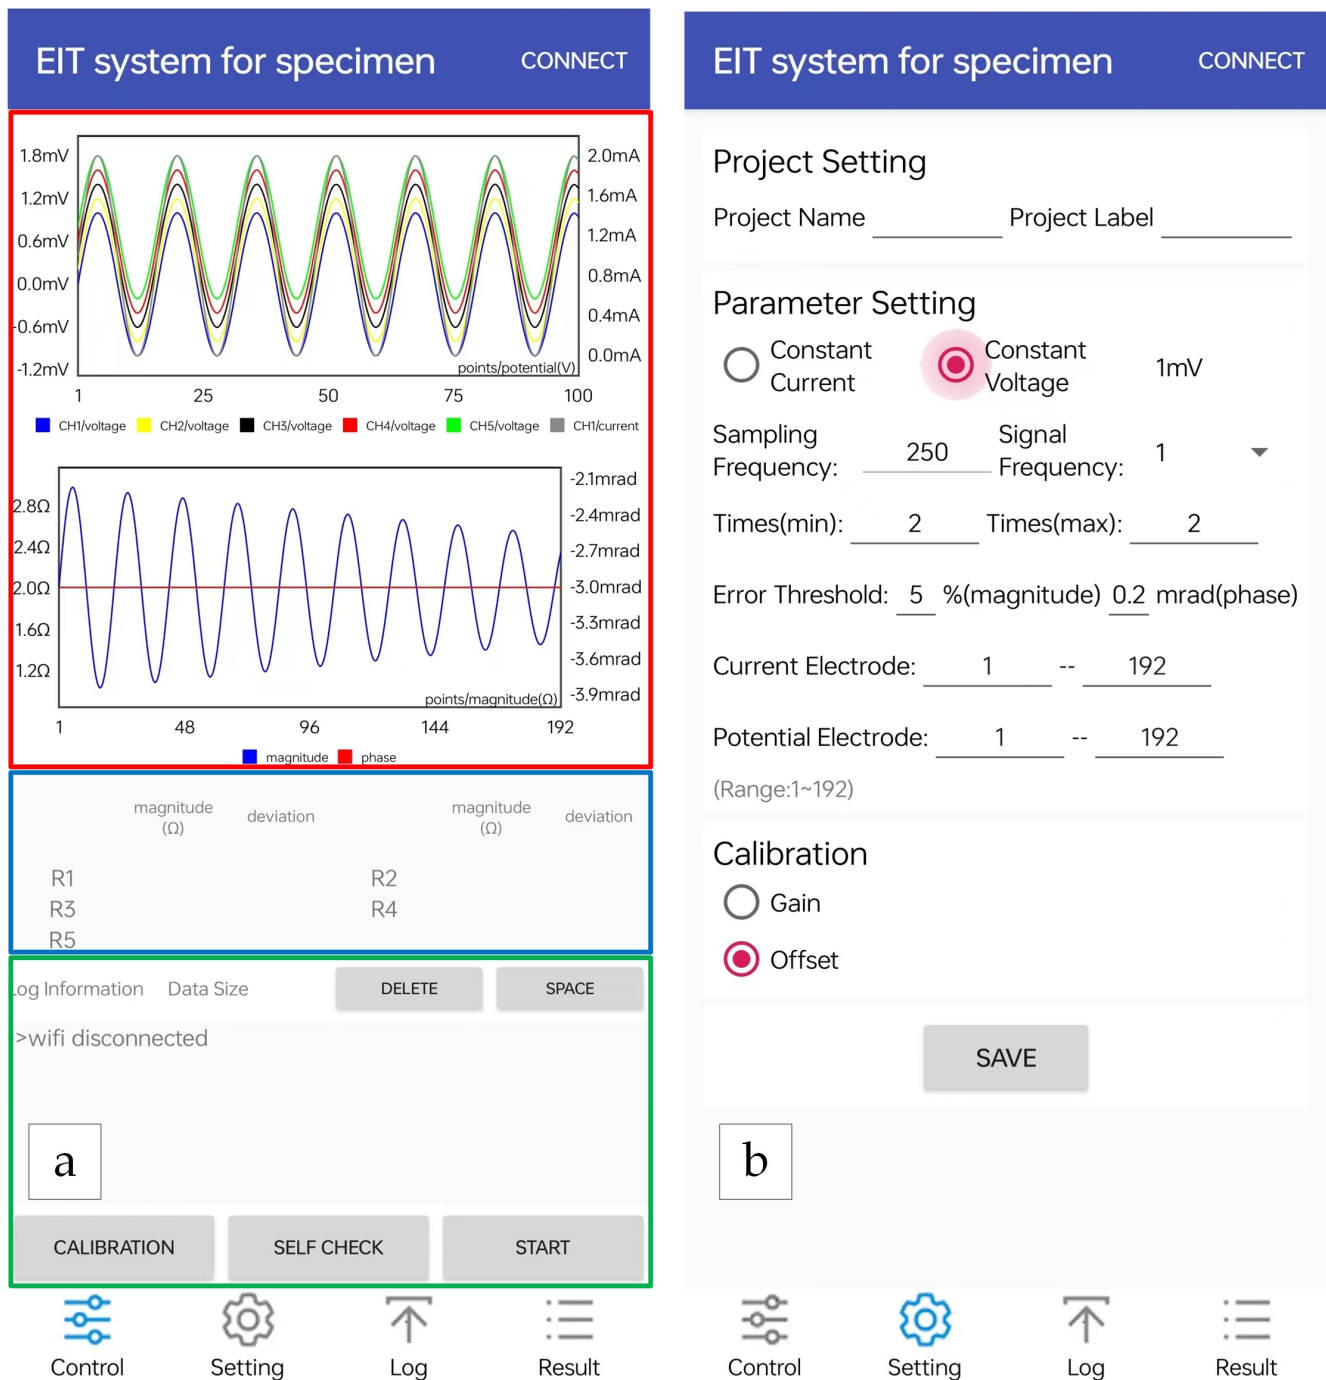 EIT system for specimen CONNECT
1.8mV 2.0mA
1.2mV 1.6mA
0.6mV 1.2mA
0.0mV 0.8mA
-0.6mV 0.4mA
-1.2mV 0.0mA
points/potential(V)
1 25 50 75 100
CH1/voltage CH2/voltage CH3/voltage CH4/voltage CH5/voltage CH1/current
-2.1mrad
2.8Ω -2.4mrad
2.4Ω -2.7mrad
2.0Ω -3.0mrad
1.6Ω -3.3mrad
1.2Ω -3.6mrad
-3.9mrad
points/magnitude(Ω)
1 48 96 144 192
magnitude phase
magnitude (Ω) deviation magnitude (Ω) deviation
R1 R2
R3 R4
R5
Log Information Data Size DELETE SPACE
>wifi disconnected
a
CALIBRATION SELF CHECK START
Control Setting Log Result
EIT system for specimen CONNECT
Project Setting
Project Name Project Label
Parameter Setting
Constant Current Constant Voltage 1mV
Sampling Frequency: 250 Signal Frequency: 1
Times(min): 2 Times(max): 2
Error Threshold: 5 %(magnitude) 0.2 mrad(phase)
Current Electrode: 1 -- 192
Potential Electrode: 1 -- 192
(Range:1~192)
Calibration
Gain
Offset
SAVE
b
Control Setting Log Result